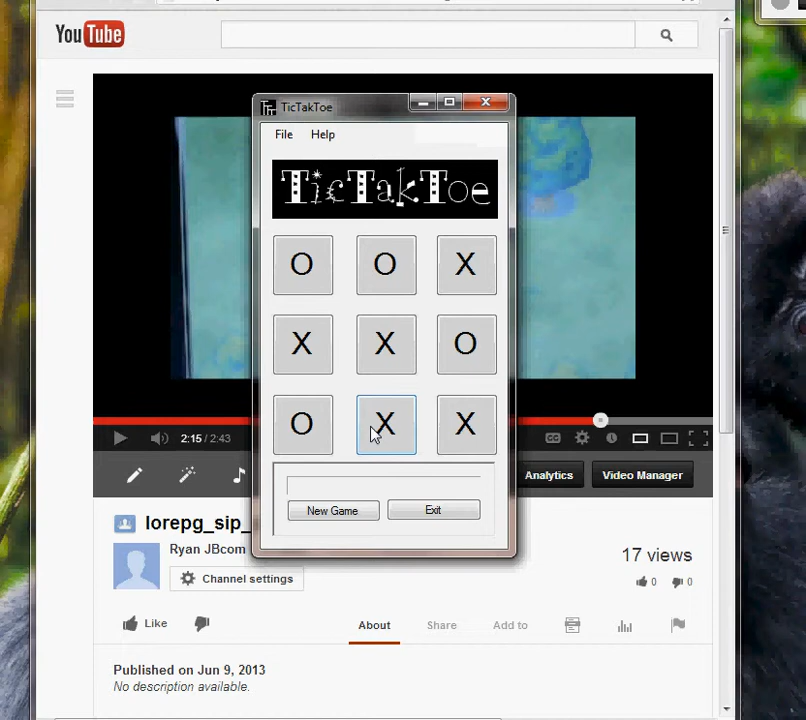 YouTube
TicTakToe
File Help
TicTakToe
O O X
X X O
O X X
2:15 / 2:43
Analytics Video Manager
New Game Exit
lorepg_sip_
Ryan JBcom
17 views
Channel settings
0 0
Like About Share Add to
Published on Jun 9, 2013
No description available.